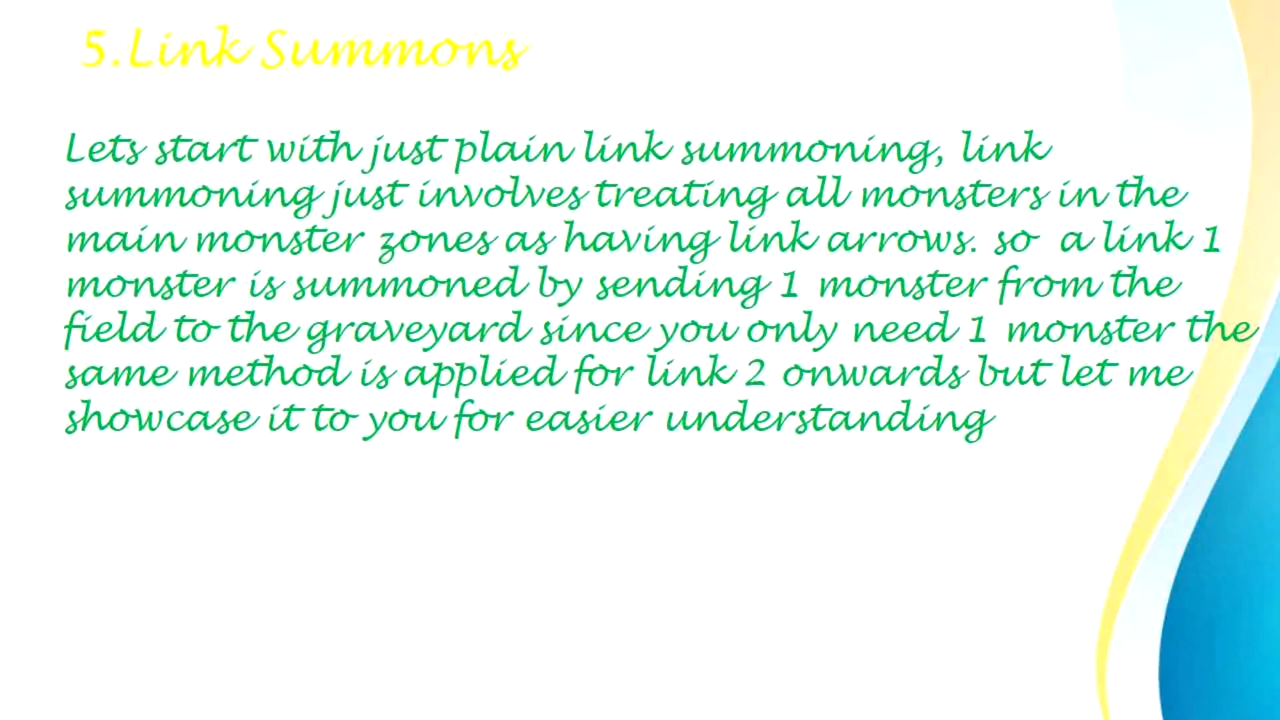 5.Link Summons
Lets start with just plain link summoning, link
summoning just involves treating all monsters in the
main monster zones as having link arrows. so a link 1
monster is summoned by sending 1 monster from the
field to the graveyard since you only need 1 monster the
same method is applied for link 2 onwards but let me
showcase it to you for easier understanding